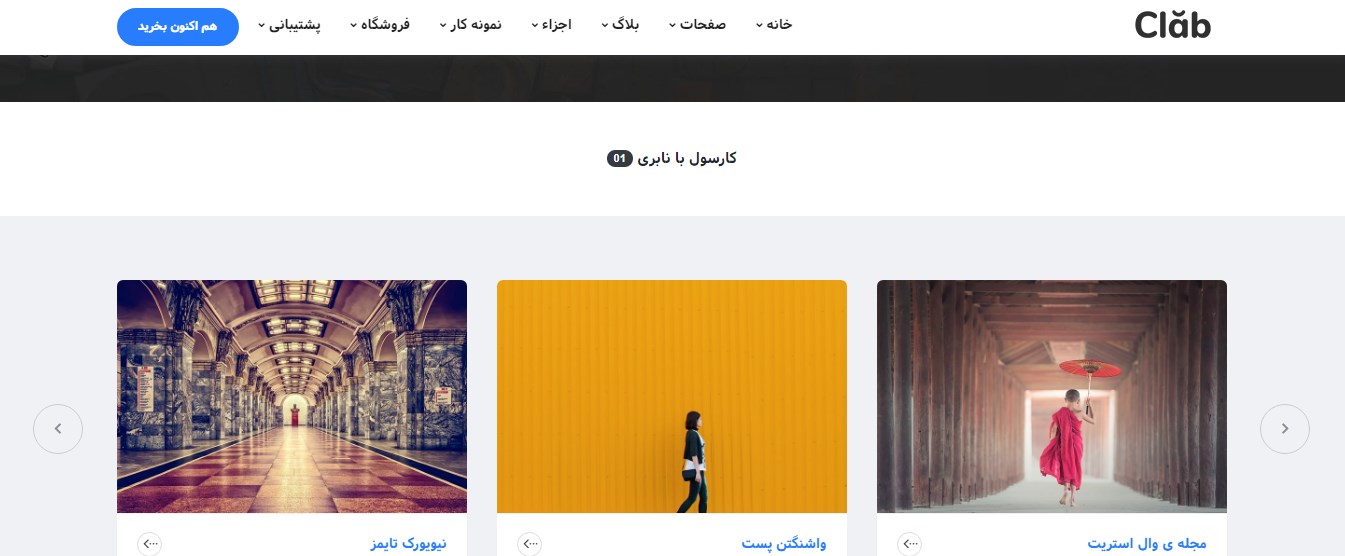 Clăb
خانه
صفحات
بلاگ
اجزاء
نمونه کار
فروشگاه
پشتیبانی
هم اکنون بخرید
کارسول با نابری 01
مجله ی وال استریت
واشنگتن پست
نیویورک تایمز